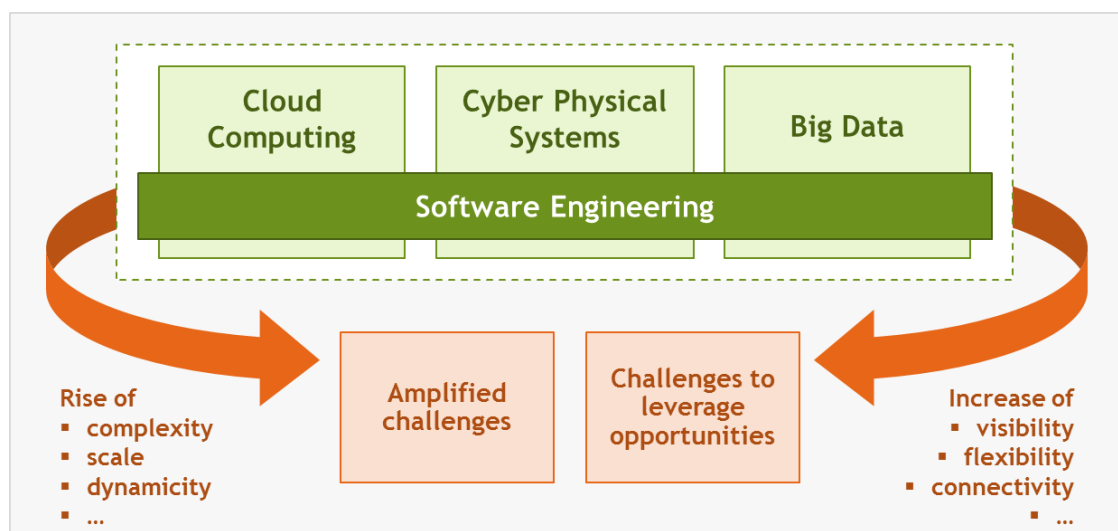 Cloud
Computing
Cyber Physical
Systems
Big Data
Software Engineering
Amplified
challenges
Challenges to
leverage
opportunities
Rise of
▪ complexity
▪ scale
▪ dynamicity
▪ ...
Increase of
▪ visibility
▪ flexibility
▪ connectivity
▪ ...